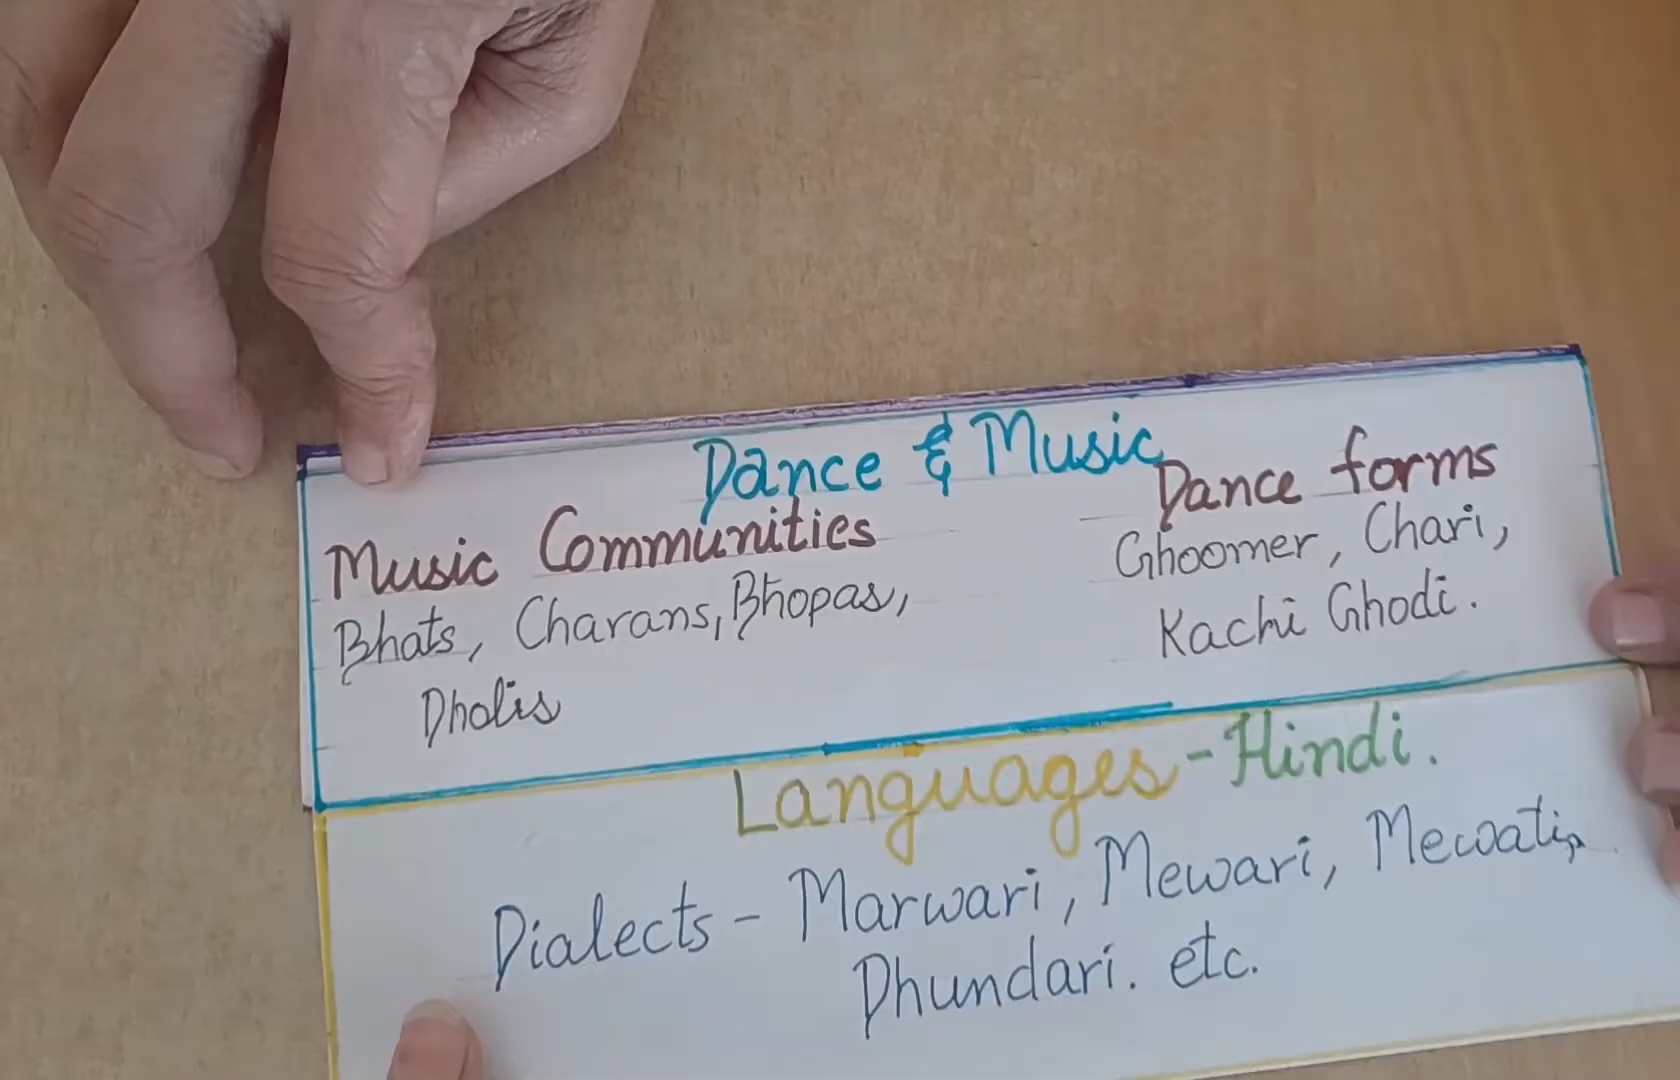 Dance & Music
Music Communities
Bhats, Charans, Bhopas,
Dholis
Dance forms
Ghoomer, Chari,
Kachi Ghodi.
Languages - Hindi.
Dialects - Marwari, Mewari, Mewati,
Dhundari. etc.